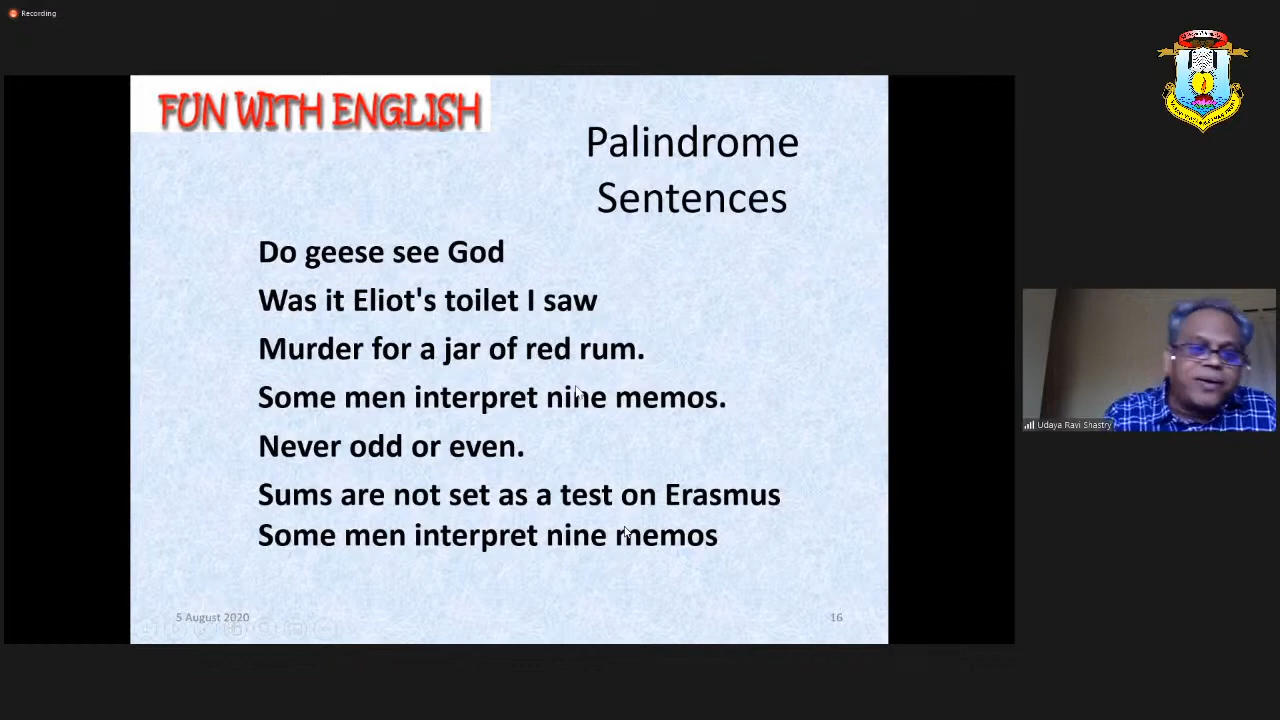 Recording
FUN WITH ENGLISH
Palindrome
Sentences
Do geese see God
Was it Eliot's toilet I saw
Murder for a jar of red rum.
Some men interpret nine memos.
Never odd or even.
Sums are not set as a test on Erasmus
Some men interpret nine memos
Udaya Ravi Shastry
5 August 2020
16